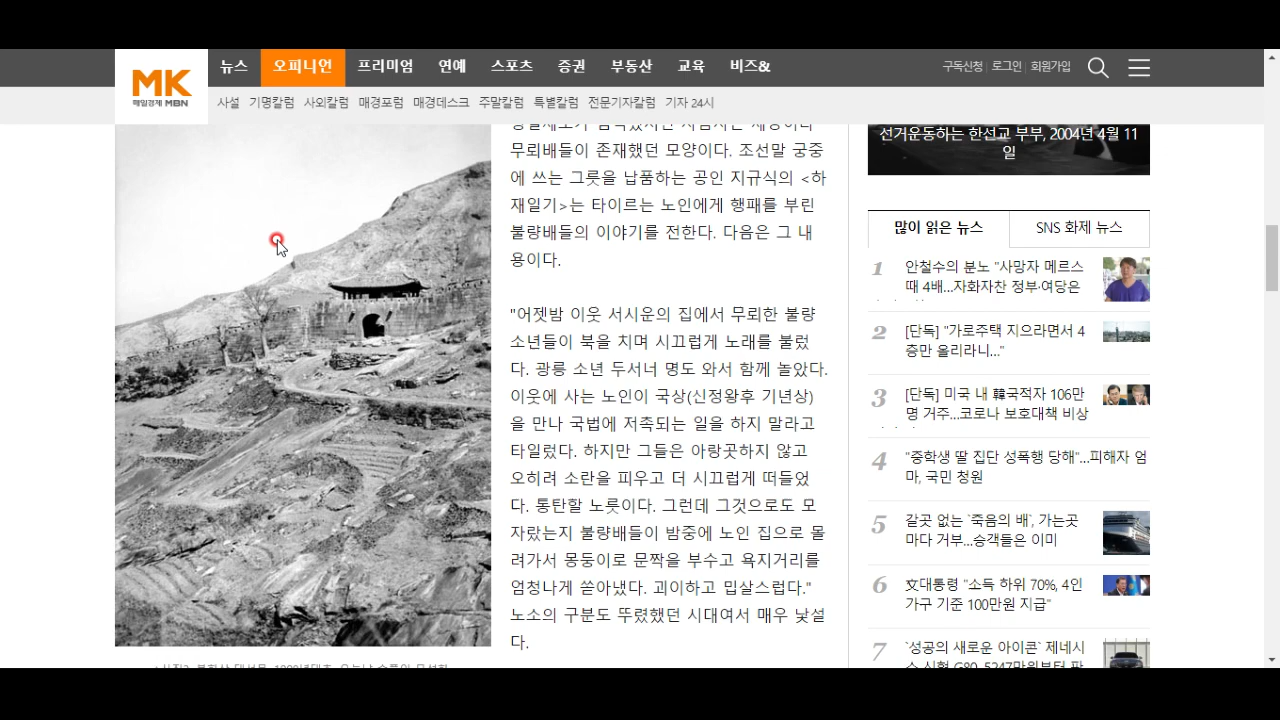 MK
매일경제 MBN
뉴스 오피니언 프리미엄 연예 스포츠 증권 부동산 교육 비즈&
구독신청 로그인 회원가입
사설 기명칼럼 사외칼럼 매경포럼 매경데스크 주말칼럼 특별칼럼 전문기자칼럼 기자 24시
무뢰배들이 존재했던 모양이다. 조선말 궁중
에 쓰는 그릇을 납품하는 공인 지규식의 <하
재일기>는 타이르는 노인에게 행패를 부린
불량배들의 이야기를 전한다. 다음은 그 내
용이다.
"어젯밤 이웃 서시운의 집에서 무뢰한 불량
소년들이 북을 치며 시끄럽게 노래를 불렀
다. 광릉 소년 두서너 명도 와서 함께 놀았다.
이웃에 사는 노인이 국상(신정왕후 기년상)
을 만나 국법에 저촉되는 일을 하지 말라고
타일렀다. 하지만 그들은 아랑곳하지 않고
오히려 소란을 피우고 더 시끄럽게 떠들었
다. 통탄할 노릇이다. 그런데 그것으로도 모
자랐는지 불량배들이 밤중에 노인 집으로 몰
려가서 몽둥이로 문짝을 부수고 욕지거리를
엄청나게 쏟아냈다. 괴이하고 밉살스럽다."
노소의 구분도 뚜렸했던 시대여서 매우 낯설
다.
선거운동하는 한선교 부부, 2004년 4월 11
일
많이 읽은 뉴스 SNS 화제 뉴스
1 안철수의 분노 "사망자 메르스
때 4배...자화자찬 정부·여당은
2 [단독] "가로주택 지으라면서 4
층만 올리라니..."
3 [단독] 미국 내 韓국적자 106만
명 거주...코로나 보호대책 비상
4 "중학생 딸 집단 성폭행 당해"...피해자 엄
마, 국민 청원
5 갈곳 없는 `죽음의 배`, 가는곳
마다 거부...승객들은 이미
6 文대통령 "소득 하위 70%, 4인
가구 기준 100만원 지급"
7 `성공의 새로운 아이콘` 제네시